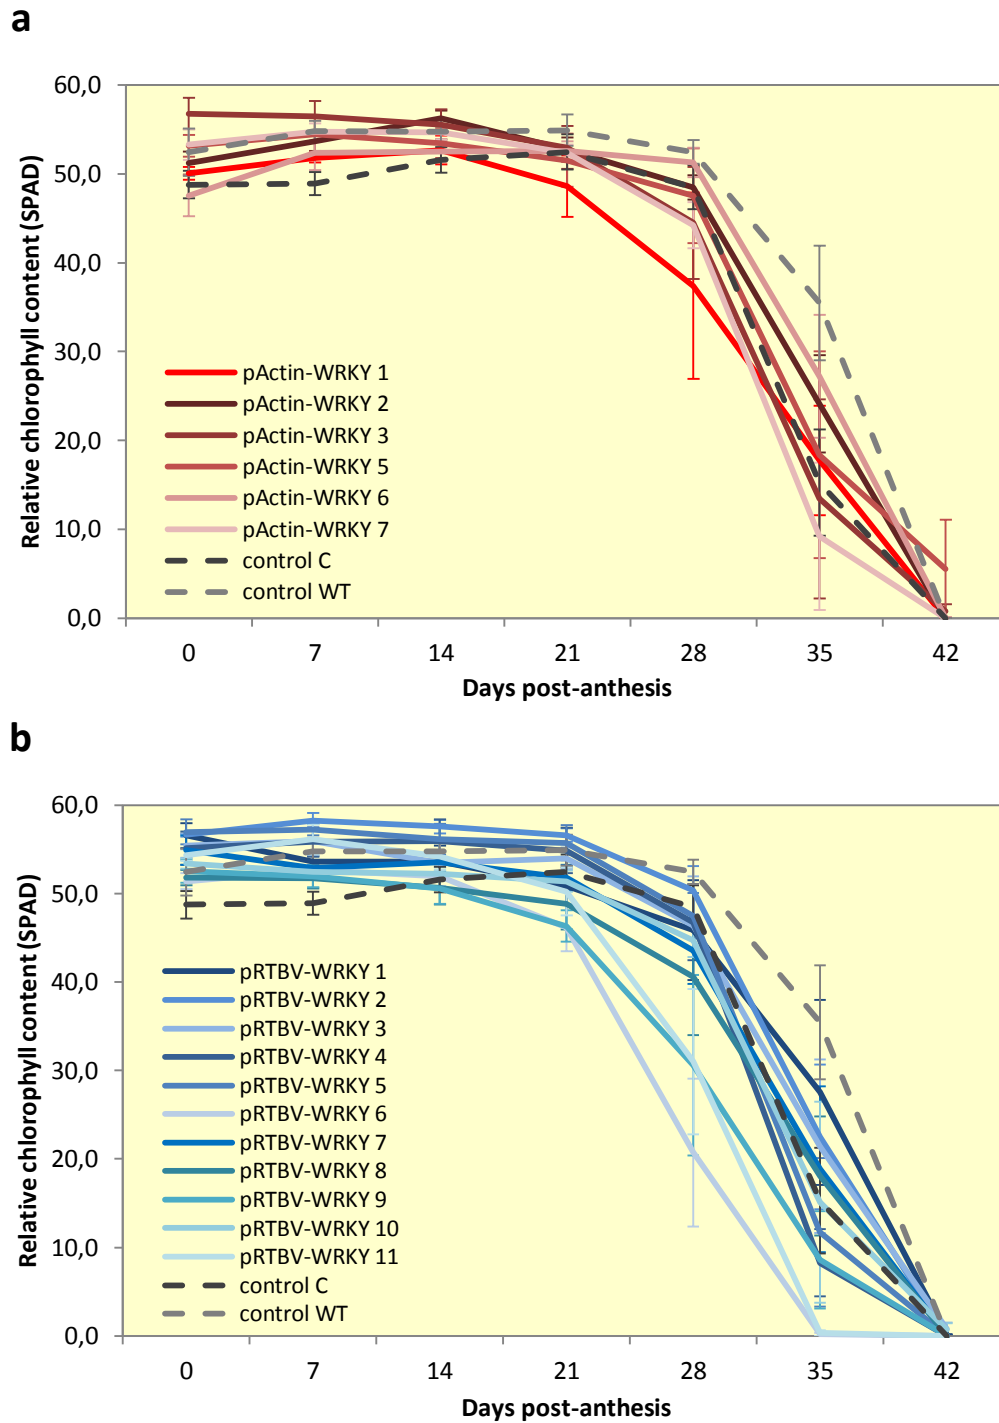 a
60,0
50,0
40,0
30,0
20,0
10,0
0,0
Relative chlorophyll content (SPAD)
pActin-WRKY 1
pActin-WRKY 2
pActin-WRKY 3
pActin-WRKY 5
pActin-WRKY 6
pActin-WRKY 7
control C
control WT
0 7 14 21 28 35 42
Days post-anthesis
b
60,0
50,0
40,0
30,0
20,0
10,0
0,0
Relative chlorophyll content (SPAD)
pRTBV-WRKY 1
pRTBV-WRKY 2
pRTBV-WRKY 3
pRTBV-WRKY 4
pRTBV-WRKY 5
pRTBV-WRKY 6
pRTBV-WRKY 7
pRTBV-WRKY 8
pRTBV-WRKY 9
pRTBV-WRKY 10
pRTBV-WRKY 11
control C
control WT
0 7 14 21 28 35 42
Days post-anthesis